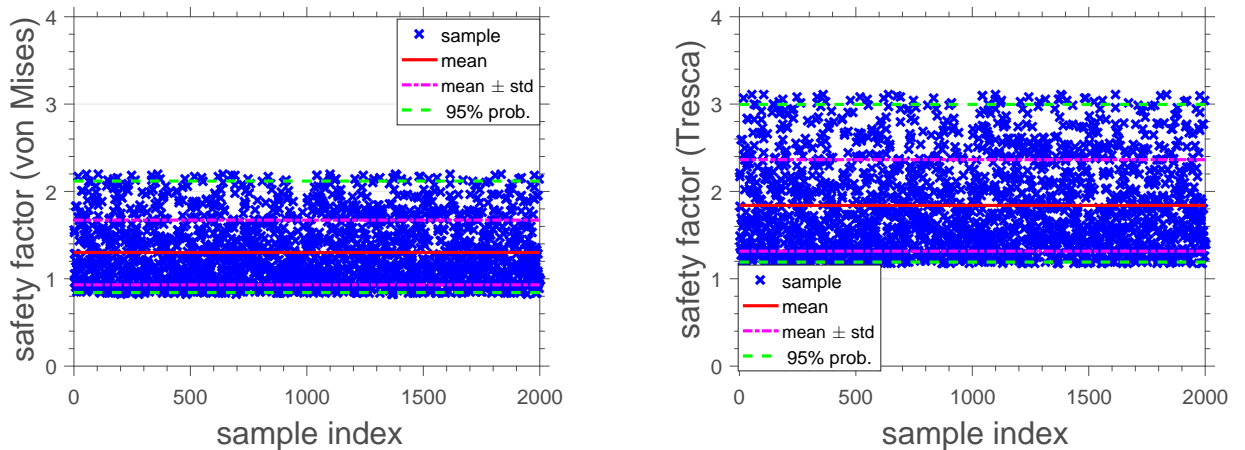 safety factor (von Mises)
4
3
2
1
0
0
500
1000
1500
2000
sample index
sample
mean
mean ± std
95% prob.
safety factor (Tresca)
4
3
2
1
0
0
500
1000
1500
2000
sample index
sample
mean
mean ± std
95% prob.